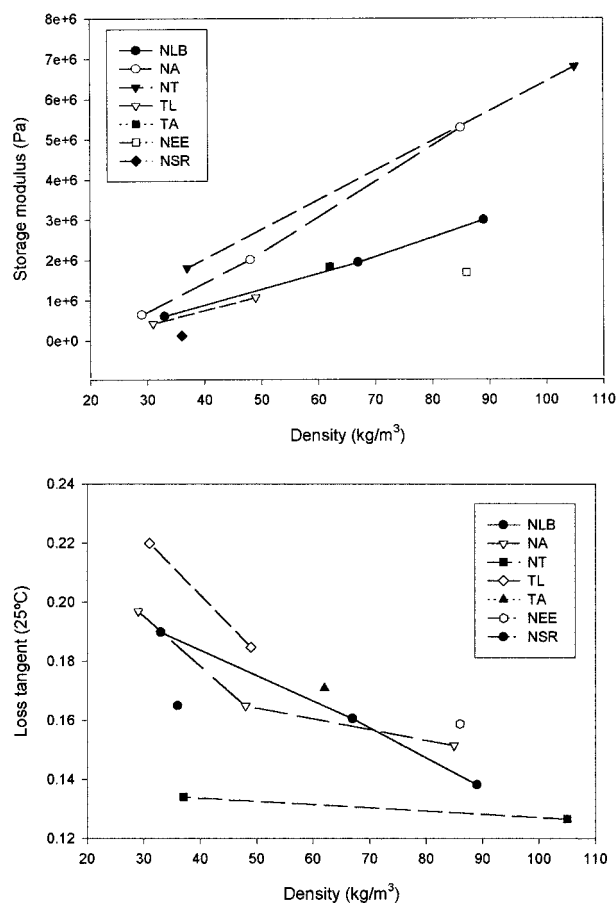 8e+6
7e+6
6e+6
5e+6
4e+6
3e+6
2e+6
1e+6
0e+0
Storage modulus (Pa)
NLB
NA
NT
TL
TA
NEE
NSR
20 30 40 50 60 70 80 90 100 110
Density (kg/m³)
0.24
0.22
0.20
0.18
0.16
0.14
0.12
Loss tangent (25ºC)
NLB
NA
NT
TL
TA
NEE
NSR
20 30 40 50 60 70 80 90 100 110
Density (kg/m³)